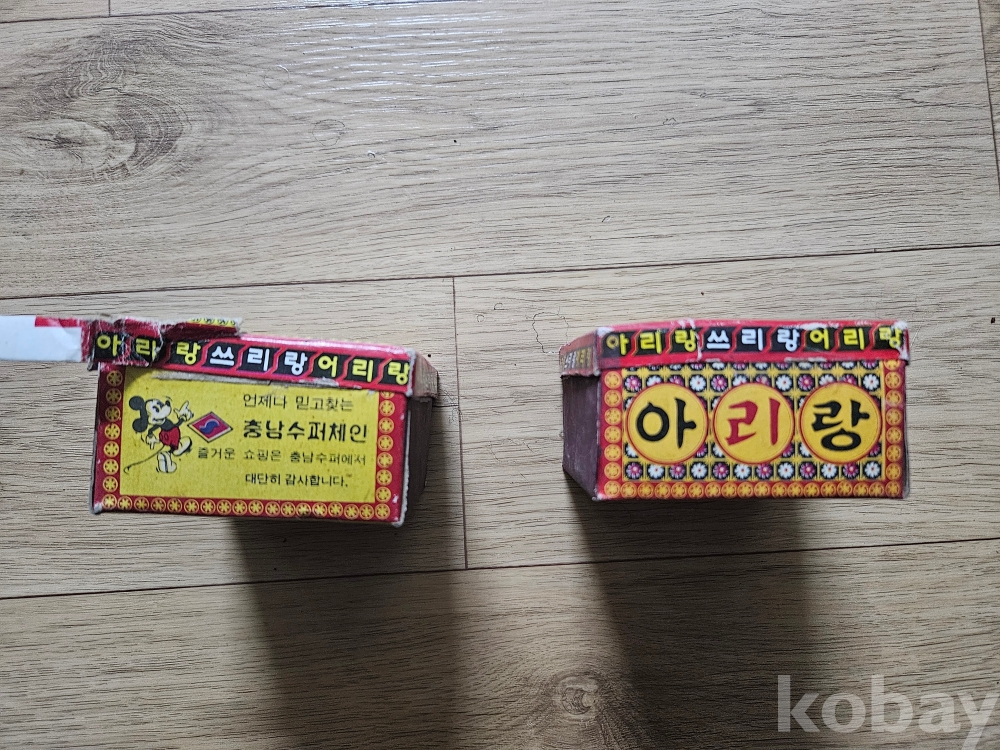 아리랑쓰리랑어리랑
언제나 믿고찾는
충남수퍼체인
즐거운 쇼핑은 충남수퍼에서
대단히 감사합니다.
아리랑쓰리랑어리랑
아리랑
kobay